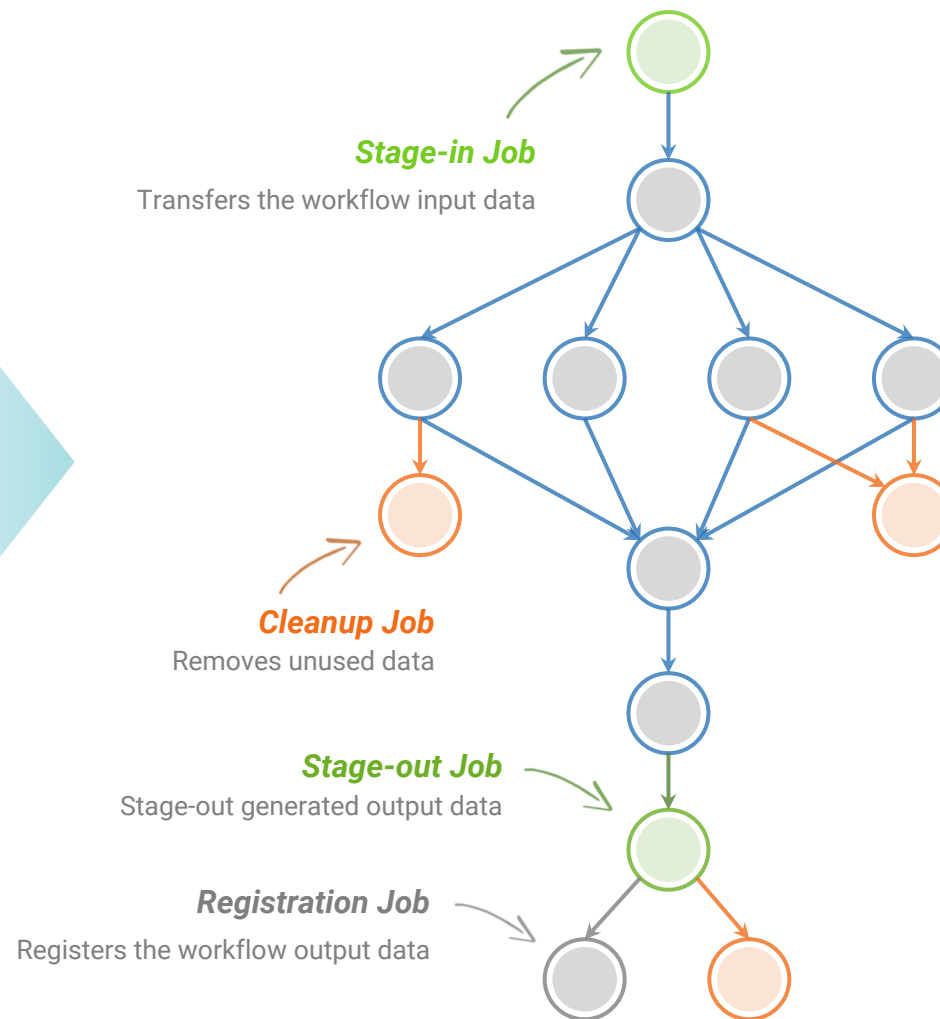 Stage-in Job
Transfers the workflow input data
Cleanup Job
Removes unused data
Stage-out Job
Stage-out generated output data
Registration Job
Registers the workflow output data